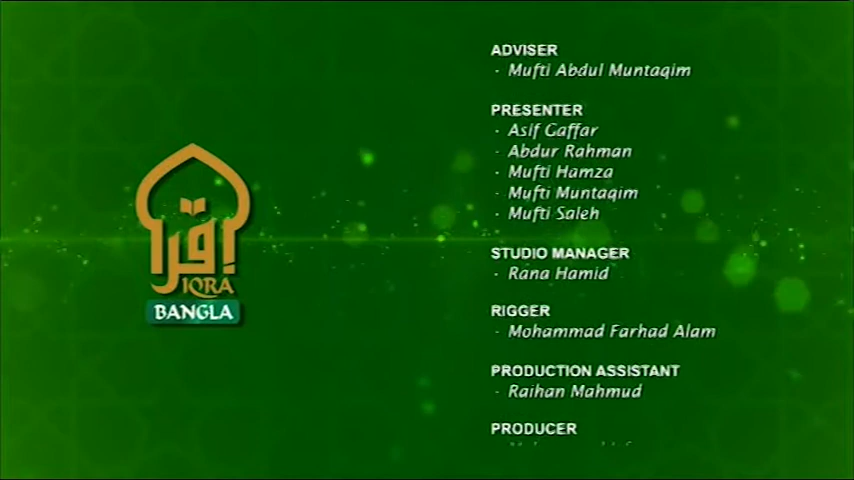 ADVISER
- Mufti Abdul Muntaqim
PRESENTER
- Asif Gaffar
- Abdur Rahman
- Mufti Hamza
- Mufti Muntaqim
- Mufti Saleh
STUDIO MANAGER
- Rana Hamid
RIGGER
- Mohammad Farhad Alam
PRODUCTION ASSISTANT
- Raihan Mahmud
PRODUCER
اقرأ
IQRA
BANGLA